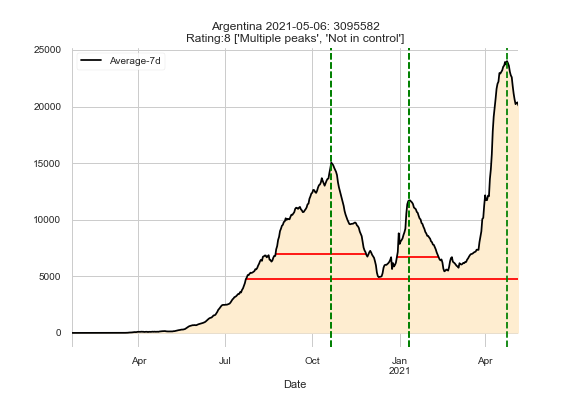 Argentina 2021-05-06: 3095582
Rating:8 ['Multiple peaks', 'Not in control']
Average-7d
25000
20000
15000
10000
5000
0
Apr
Jul
Oct
Jan
2021
Apr
Date